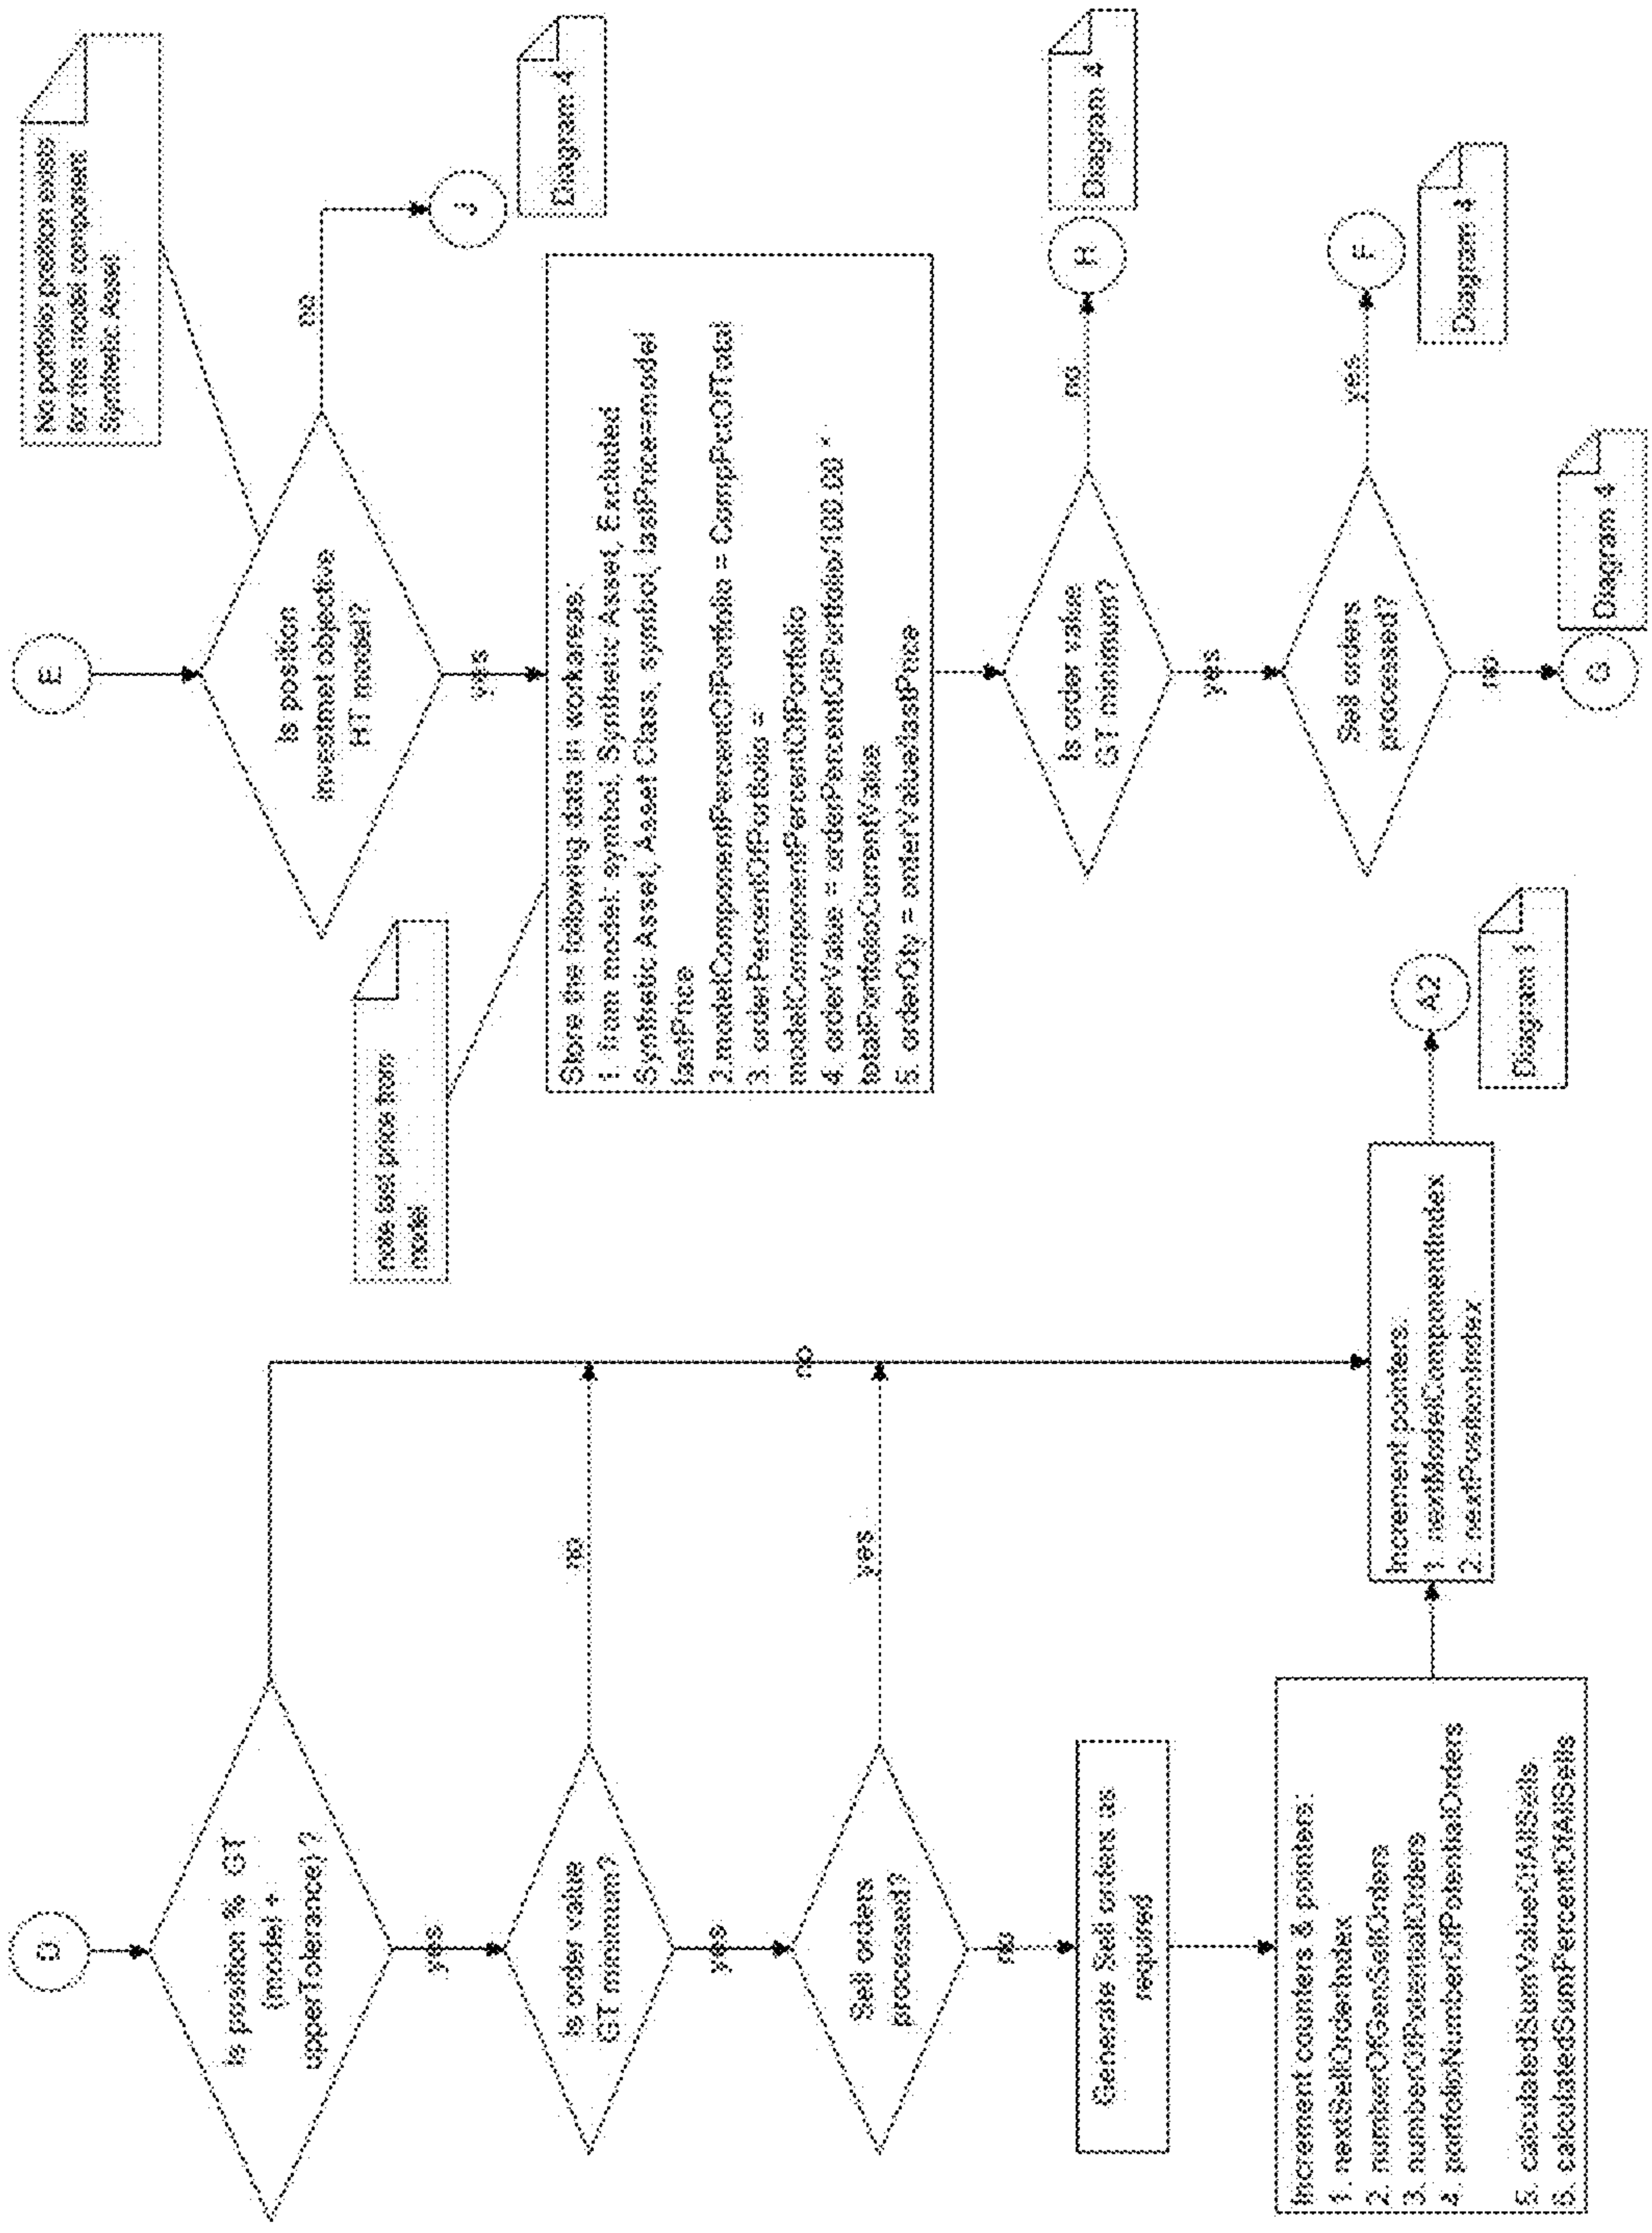 D
Is position % GT
(model +
upperTolerance)?
yes
Is order value
GT minimum?
no
yes
Sell orders
processed?
yes
no
no
Generate Sell orders as
required
Increment counters & pointers:
1. nextSellOrderIndex
2. numberOfGenSellOrders
3. numberOfPotentialOrders
4. portfolioNumberOfPotentialOrders
5. calculatedSumValueOfAllSells
6. calculatedSumPercentOfAllSells
Increment pointers:
1. nextModelComponentIndex
2. nextPositionIndex
A2
Diagram
E
No portfolio position exists
for this model component
Synthetic Asset
Is position
investmat objective
HT model?
no
J
Diagram 4
yes
note last price from
model
Store the following data in workareas:
1. from model: symbol, Synthetic Asset, Excluded
Synthetic Asset, Asset Class, symbol, lastPrice=model
lastPrice
2.modelComponentPercentOfPortfolio = CompPctOfTotal
3. orderPercentOfPortfolio =
modelComponentPercentOfPortfolio
4. orderValue = orderPercentOfPortfolio/100.00 *
totalPortfolioCurrentValue
5. orderQty = orderValue/lastPrice
Is order value
GT minimum?
no
Diagram 4
yes
Sell orders
processed?
yes
F
Diagram 4
no
G
Diagram 4